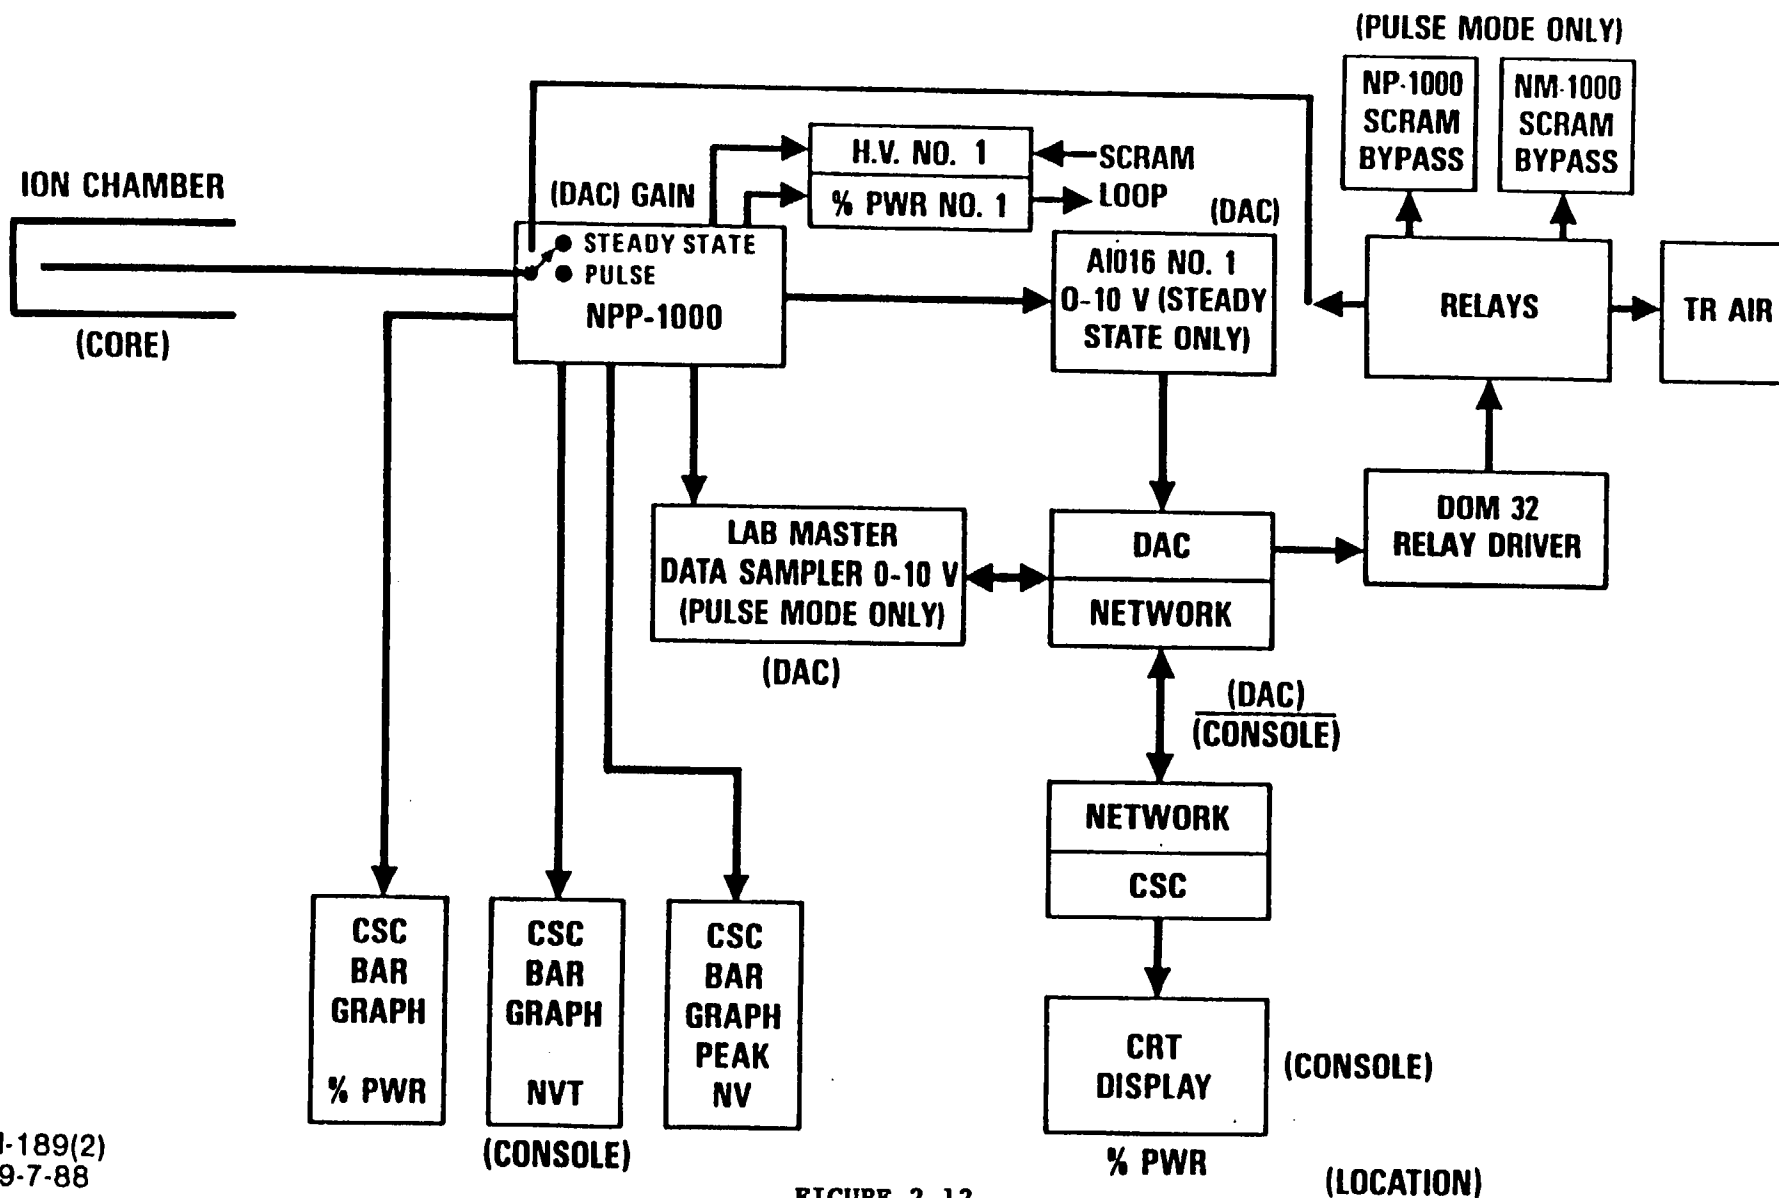 (PULSE MODE ONLY)
NP-1000
SCRAM
BYPASS
NM-1000
SCRAM
BYPASS
H.V. NO. 1
% PWR NO. 1
SCRAM
LOOP
ION CHAMBER
(CORE)
(DAC) GAIN
STEADY STATE
PULSE
NPP-1000
(DAC)
AI016 NO. 1
0-10 V (STEADY
STATE ONLY)
RELAYS
TR AIR
LAB MASTER
DATA SAMPLER 0-10 V
(PULSE MODE ONLY)
(DAC)
DAC
NETWORK
DOM 32
RELAY DRIVER
(DAC)
(CONSOLE)
NETWORK
CSC
CSC
BAR
GRAPH
% PWR
CSC
BAR
GRAPH
NVT
CSC
BAR
GRAPH
PEAK
NV
(CONSOLE)
CRT
DISPLAY
(CONSOLE)
% PWR
(LOCATION)
-189(2)
9-7-88
FIGURE 2.12